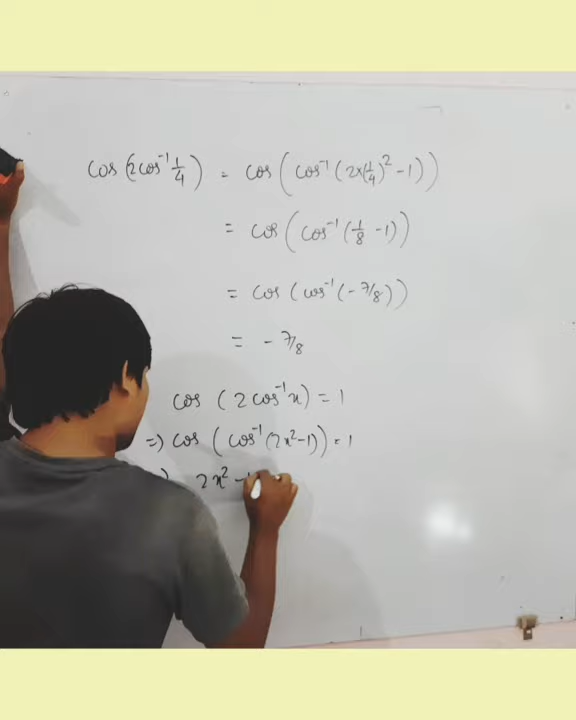 cos(2cos⁻¹ 1/4) = cos(cos⁻¹(2×(1/4)² -1))
= cos(cos⁻¹(1/8 -1))
= cos(cos⁻¹(-7/8))
= -7/8
cos(2cos⁻¹x) = 1
=> cos(cos⁻¹(2x²-1)) = 1
2x² -